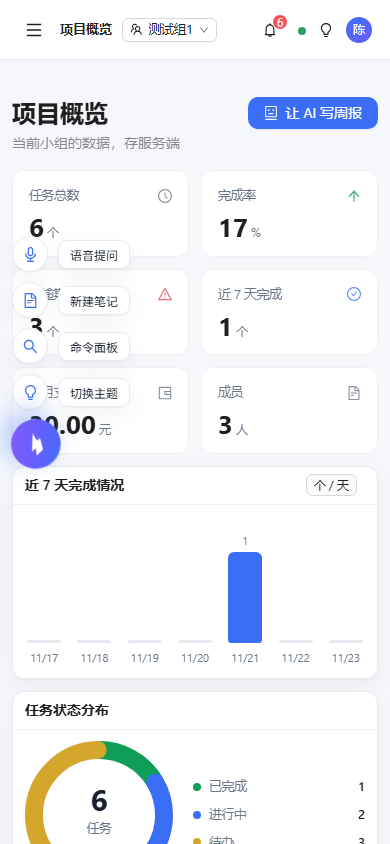 项目概览
测试组1
6
陈
项目概览
让 AI 写周报
当前小组的数据，存服务端
任务总数
6 个
完成率
17 %
语音提问
新建笔记
3 个
近 7 天完成
1 个
命令面板
切换主题
0.00 元
成员
3 人
近 7 天完成情况
个 / 天
1
11/17
11/18
11/19
11/20
11/21
11/22
11/23
任务状态分布
6
任务
已完成 1
进行中 2
待办 3